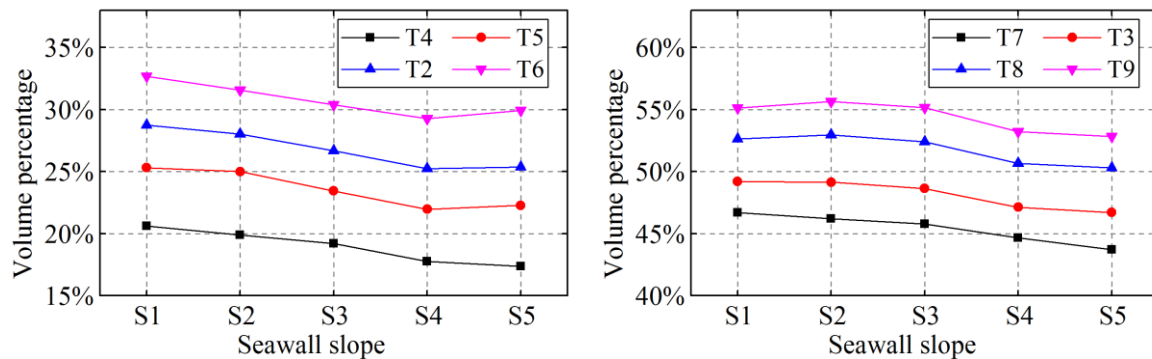 Volume percentage
35%
30%
25%
20%
15%
T4 T5
T2 T6
S1 S2 S3 S4 S5
Seawall slope
Volume percentage
60%
55%
50%
45%
40%
T7 T3
T8 T9
S1 S2 S3 S4 S5
Seawall slope